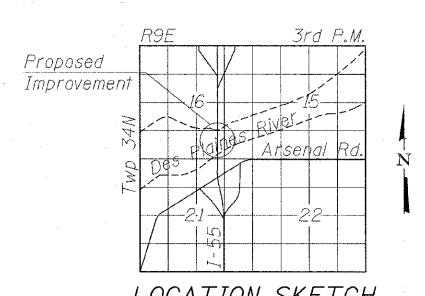 R9E 3rd P.M.
Proposed
Improvement
16 15
Twp 34N
Des Plaines River
Arsenal Rd.
N
21 22
I-55
LOCATION SKETCH